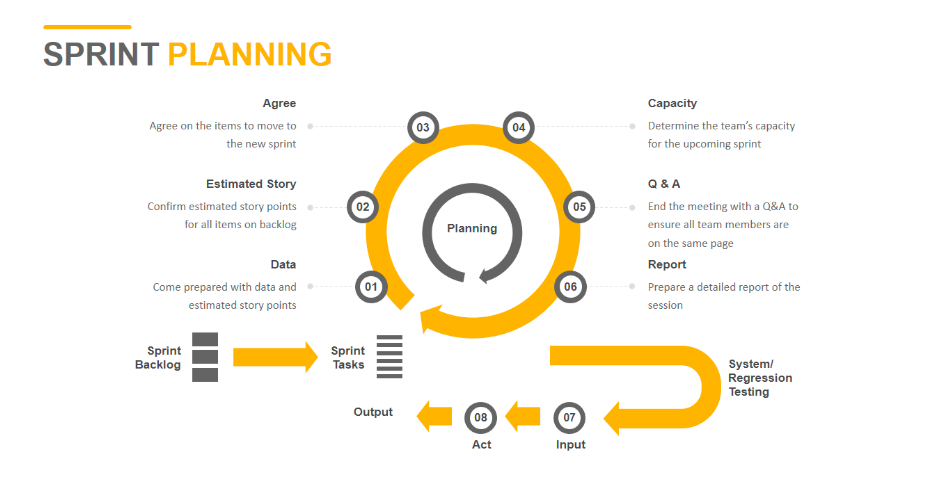 SPRINT PLANNING
Agree
Agree on the items to move to
the new sprint
03
04
Capacity
Determine the team's capacity
for the upcoming sprint
Estimated Story
Confirm estimated story points
for all items on backlog
02
Planning
05
Q & A
End the meeting with a Q&A to
ensure all team members are
on the same page
Data
Come prepared with data and
estimated story points
01
06
Report
Prepare a detailed report of the
session
Sprint
Backlog
Sprint
Tasks
System/
Regression
Testing
Output
08
Act
07
Input